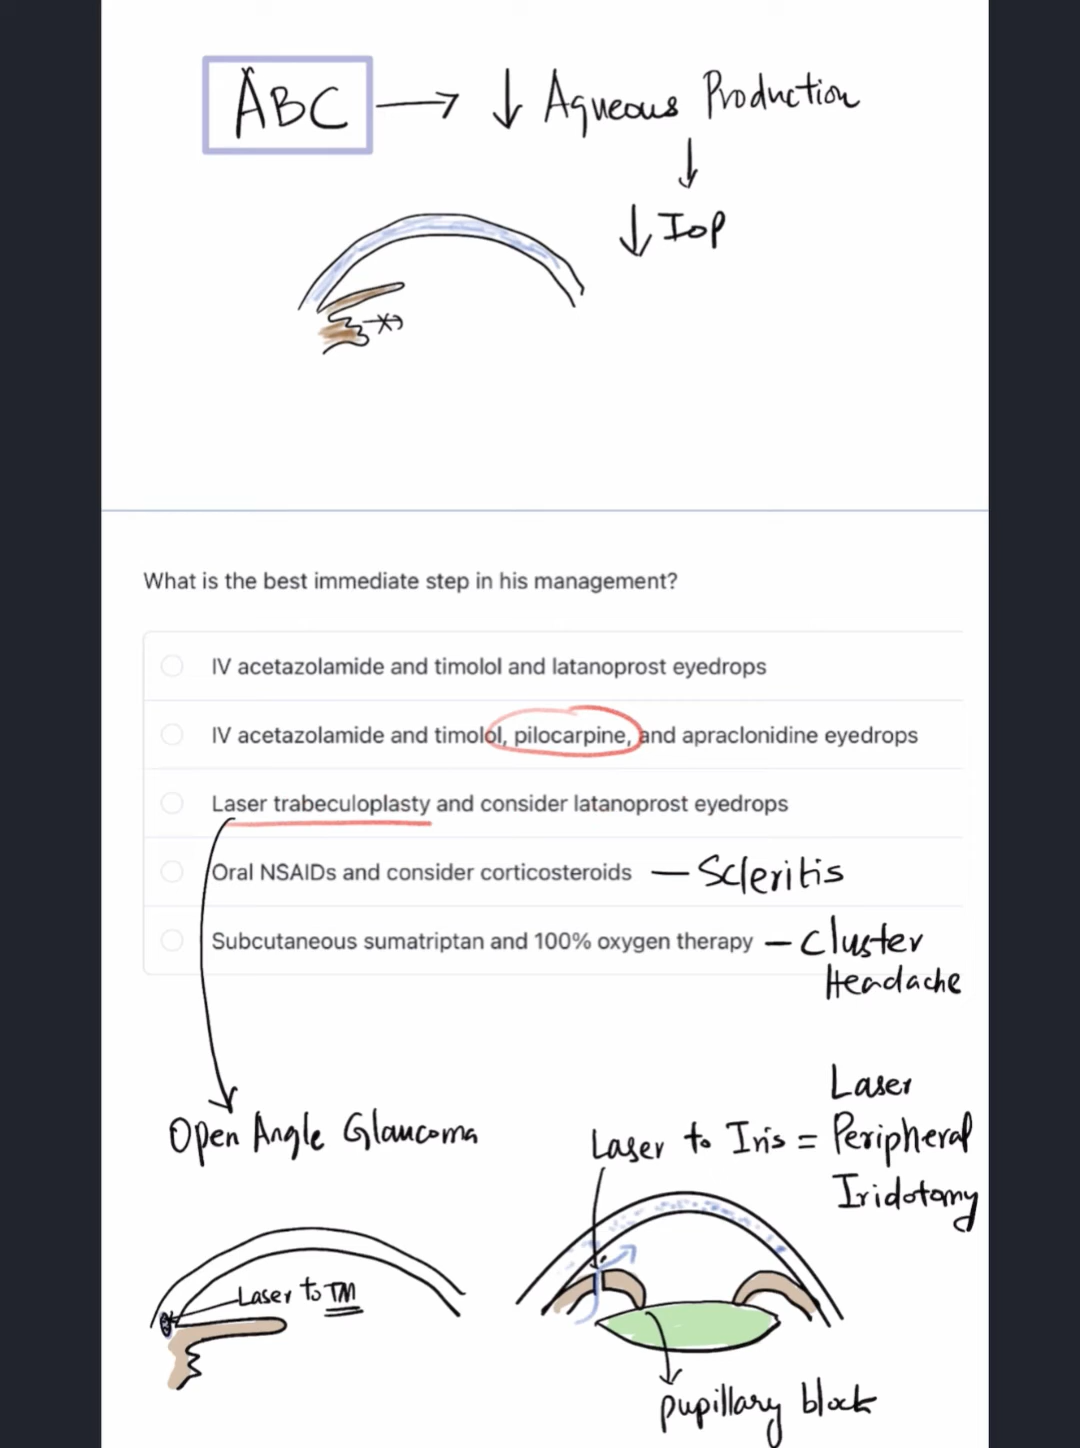 ABC → ↓ Aqueous Production
↓
↓ IOP
What is the best immediate step in his management?
IV acetazolamide and timolol and latanoprost eyedrops
IV acetazolamide and timolol, pilocarpine, and apraclonidine eyedrops
Laser trabeculoplasty and consider latanoprost eyedrops
Oral NSAIDs and consider corticosteroids — Scleritis
Subcutaneous sumatriptan and 100% oxygen therapy — Cluster
Headache
Open Angle Glaucoma
Laser to Iris = Laser
Peripheral
Iridotomy
Laser to TM
pupillary block